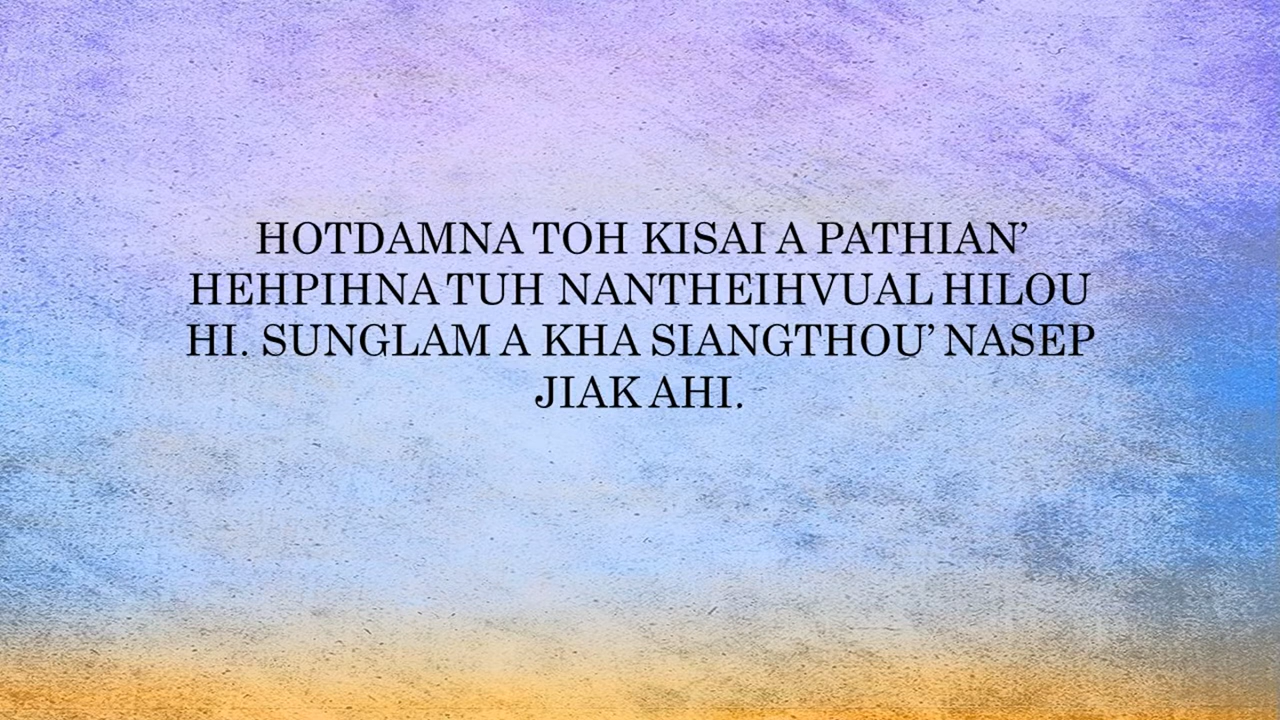 HOTDAMNA TOH KISAI A PATHIAN’
HEHPIHNA TUH NANTHEIHVUAL HILOU
HI. SUNGLAM A KHA SIANGTHOU’ NASEP
JIAK AHI.